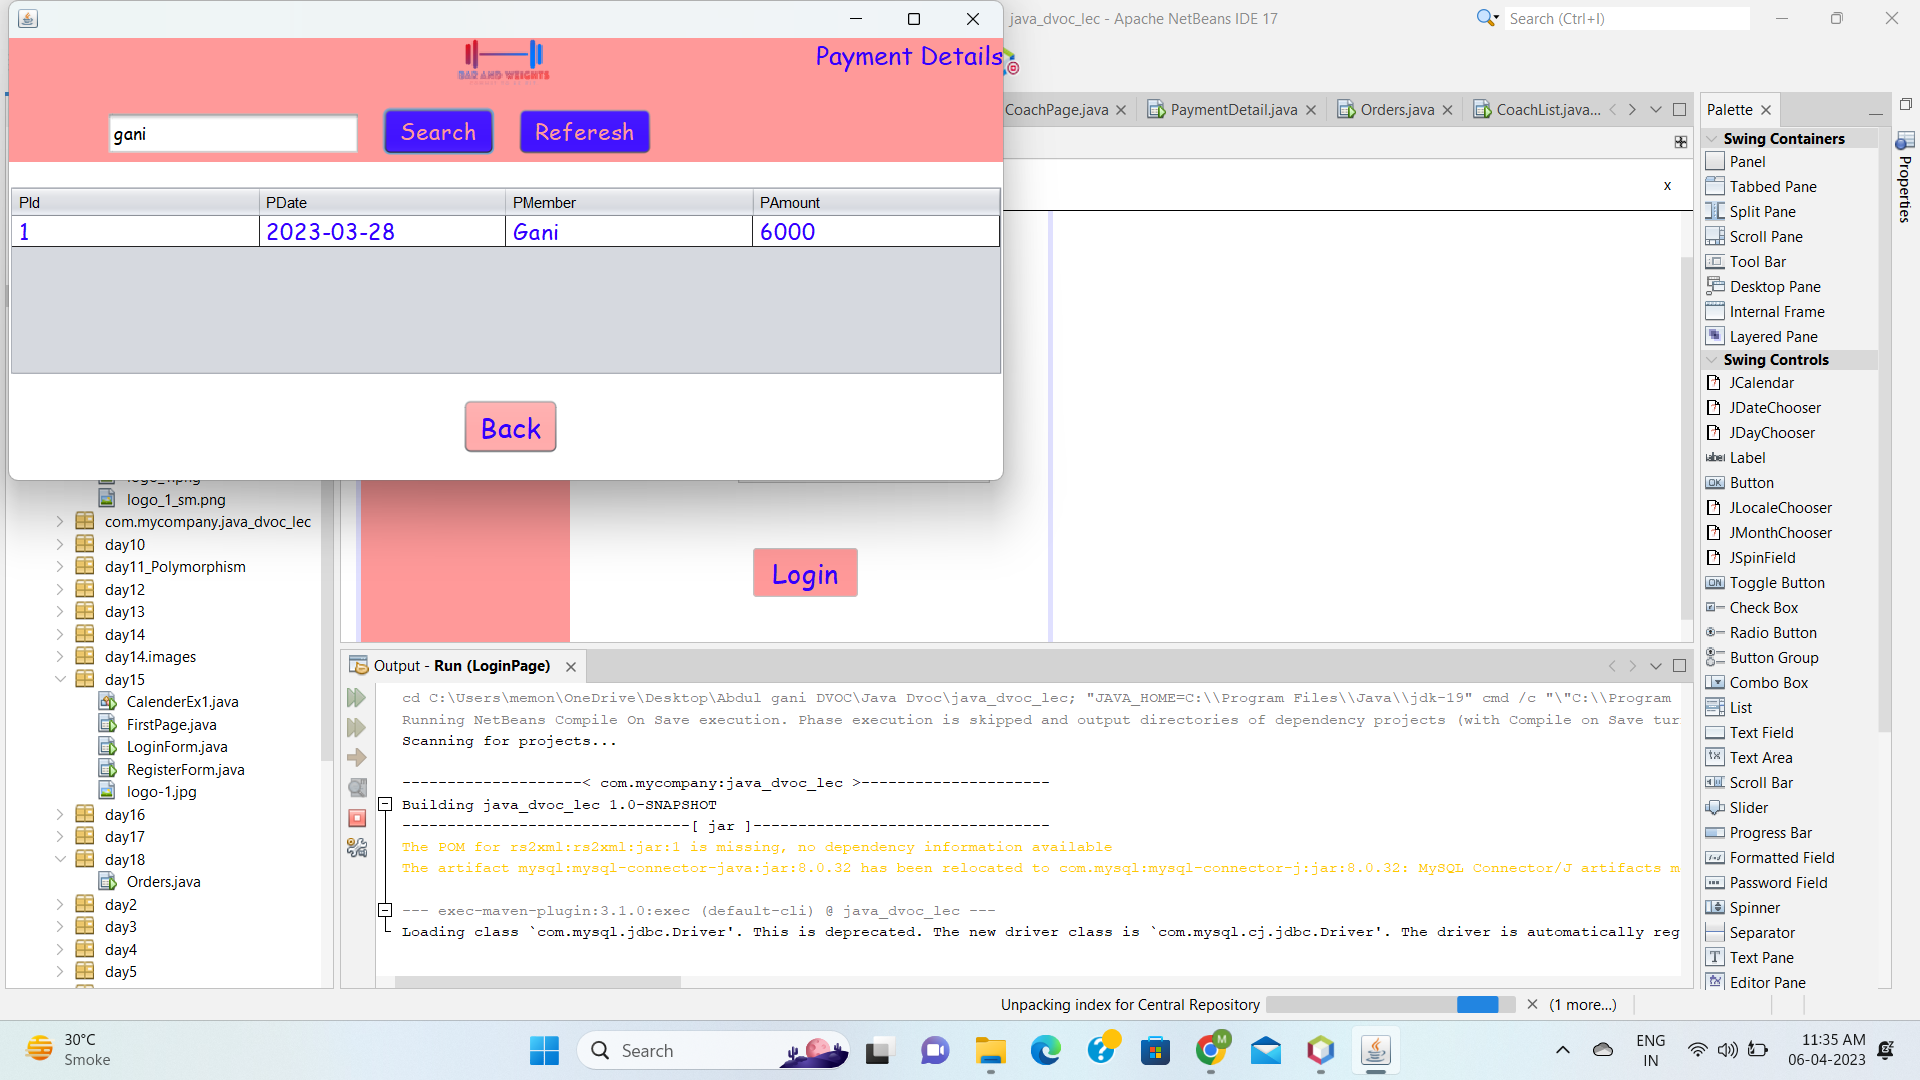 java_dvoc_lec - Apache NetBeans IDE 17
Search (Ctrl+I)
BAR AND WEIGHTS
Payment Details
gani
Search
Referesh
PId
PDate
PMember
PAmount
1
2023-03-28
Gani
6000
Back
CoachPage.java
PaymentDetail.java
Orders.java
CoachList.java...
x
Login
Palette
Swing Containers
Panel
Tabbed Pane
Split Pane
Scroll Pane
Tool Bar
Desktop Pane
Internal Frame
Layered Pane
Swing Controls
JCalendar
JDateChooser
JDayChooser
Label
Button
JLocaleChooser
JMonthChooser
JSpinField
Toggle Button
Check Box
Radio Button
Button Group
Combo Box
List
Text Field
Text Area
Scroll Bar
Slider
Progress Bar
Formatted Field
Password Field
Spinner
Separator
Text Pane
Editor Pane
Properties
logo_1_sm.png
com.mycompany.java_dvoc_lec
day10
day11_Polymorphism
day12
day13
day14
day14.images
day15
CalenderEx1.java
FirstPage.java
LoginForm.java
RegisterForm.java
logo-1.jpg
day16
day17
day18
Orders.java
day2
day3
day4
day5
Output - Run (LoginPage)
cd C:\Users\memon\OneDrive\Desktop\Abdul gani DVOC\Java Dvoc\java_dvoc_lec; "JAVA_HOME=C:\\Program Files\\Java\\jdk-19" cmd /c "\"C:\\Program
Running NetBeans Compile On Save execution. Phase execution is skipped and output directories of dependency projects (with Compile on Save tur
Scanning for projects...
--------------------< com.mycompany:java_dvoc_lec >---------------------
Building java_dvoc_lec 1.0-SNAPSHOT
--------------------------------[ jar ]---------------------------------
The POM for rs2xml:rs2xml:jar:1 is missing, no dependency information available
The artifact mysql:mysql-connector-java:jar:8.0.32 has been relocated to com.mysql:mysql-connector-j:jar:8.0.32: MySQL Connector/J artifacts m
--- exec-maven-plugin:3.1.0:exec (default-cli) @ java_dvoc_lec ---
Loading class `com.mysql.jdbc.Driver'. This is deprecated. The new driver class is `com.mysql.cj.jdbc.Driver'. The driver is automatically reg
Unpacking index for Central Repository
(1 more...)
30°C
Smoke
Search
M
ENG
IN
11:35 AM
06-04-2023